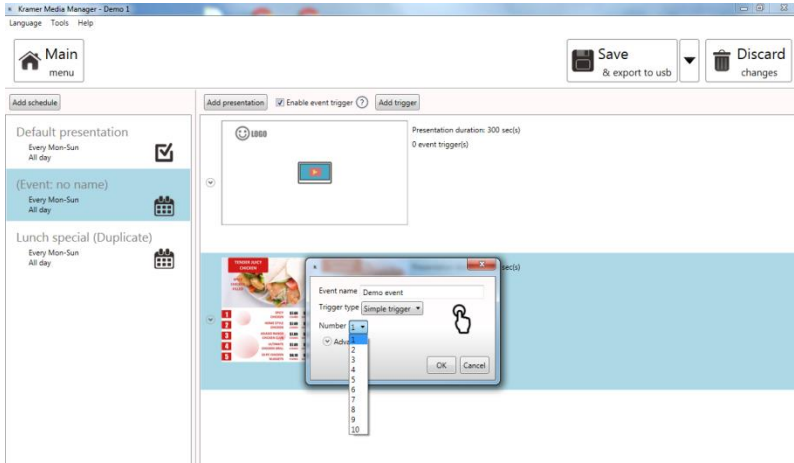 Kramer Media Manager - Demo 1
Language Tools Help
Main
menu
Save
& export to usb
Discard
changes
Add schedule
Add presentation Enable event trigger ? Add trigger
Default presentation
Every Mon-Sun
All day
(Event: no name)
Every Mon-Sun
All day
Lunch special (Duplicate)
Every Mon-Sun
All day
LOGO
Presentation duration: 300 sec(s)
0 event trigger(s)
TENDER JUICY
CHICKEN
sec(s)
1
2
3
4
5
Event name Demo event
Trigger type Simple trigger
Number 1
Adva
1
2
3
4
5
6
7
8
9
10
OK Cancel